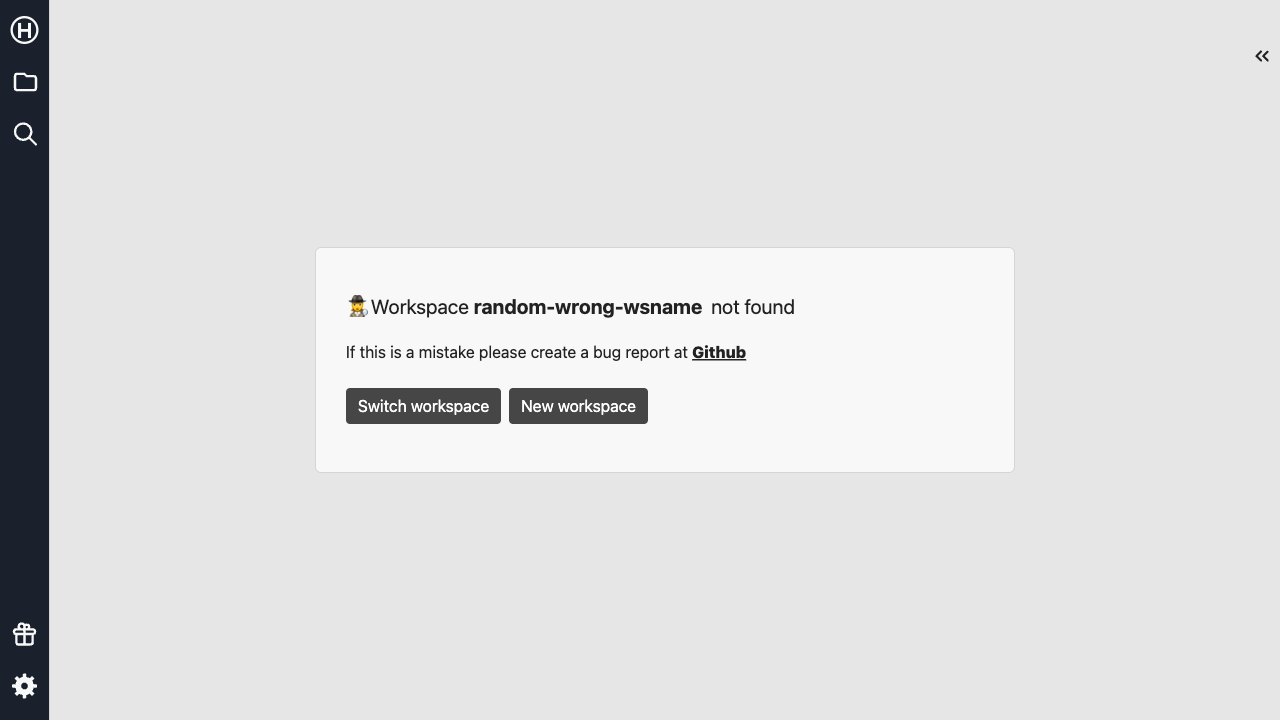 Workspace random-wrong-wsname not found
If this is a mistake please create a bug report at Github
Switch workspace New workspace